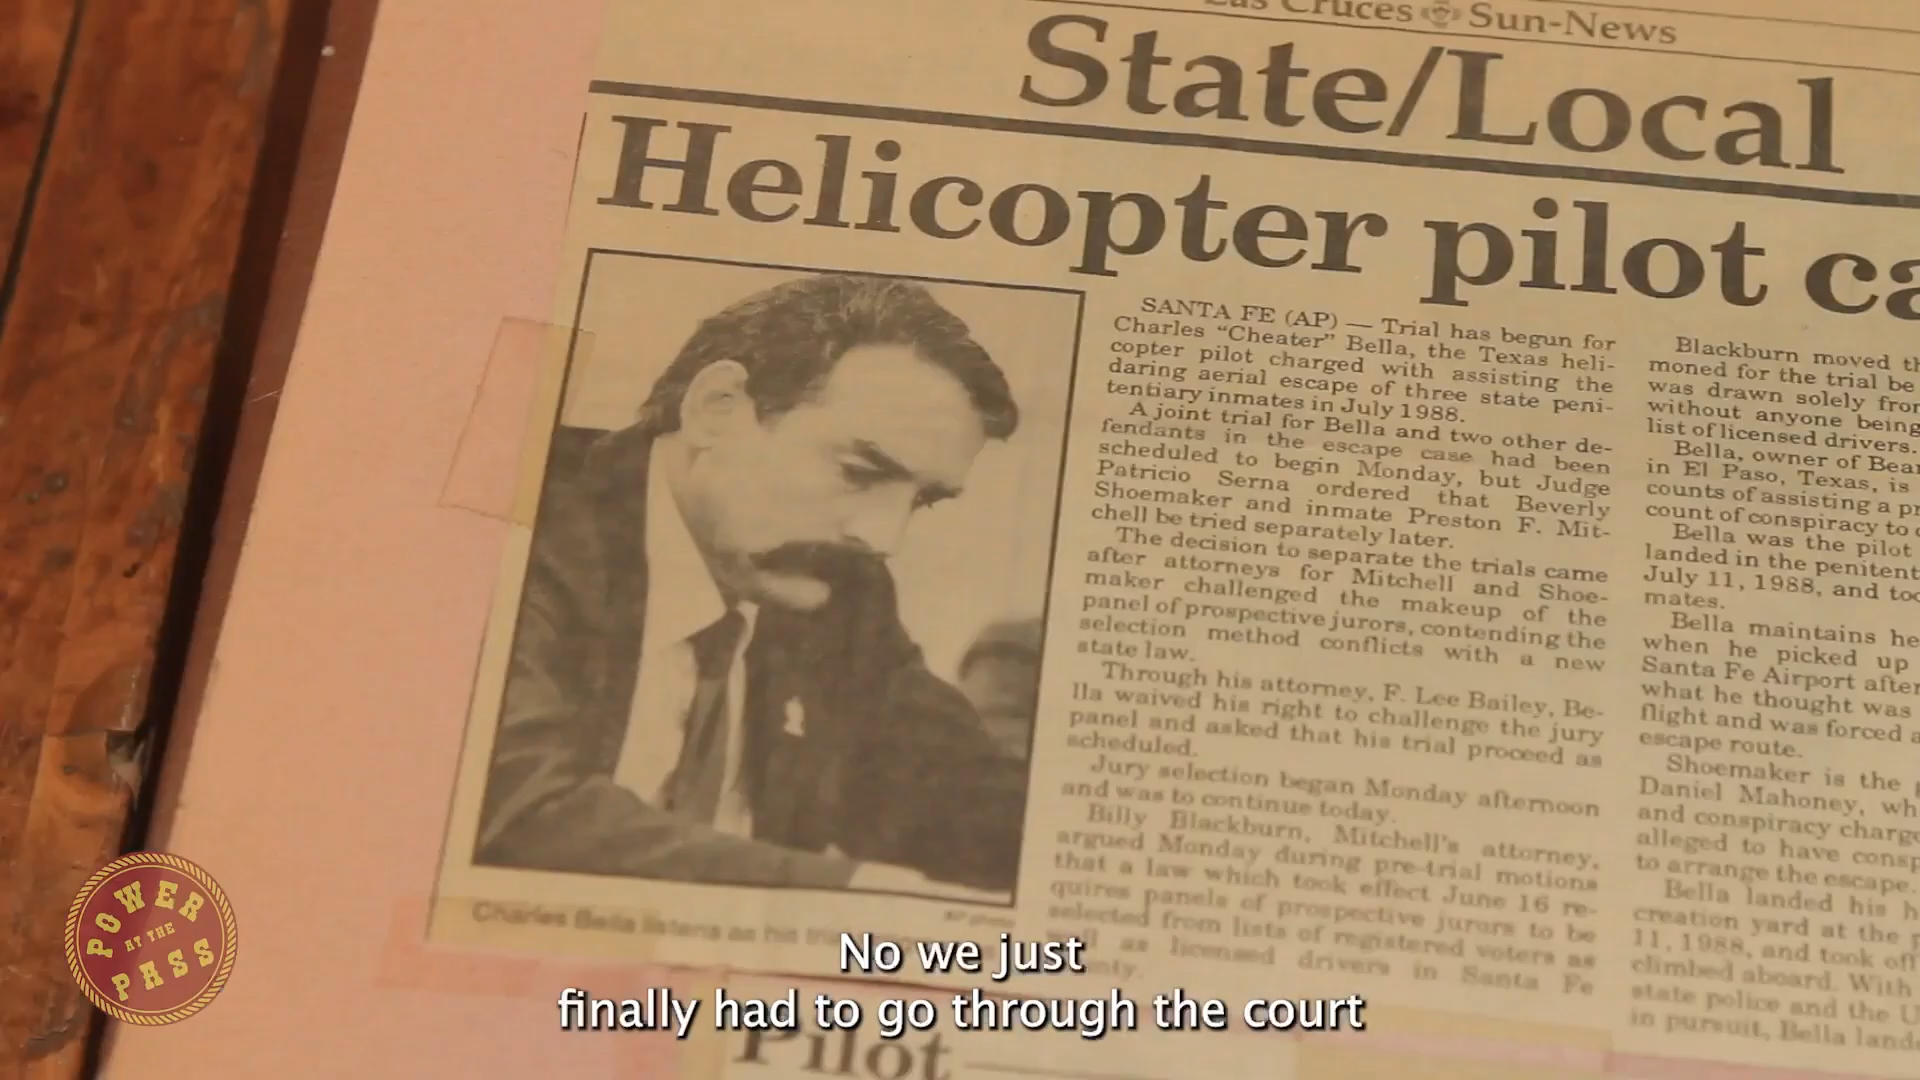 Las Cruces Sun-News
State/Local
Helicopter pilot ca
SANTA FE (AP) — Trial has begun for
Charles “Cheater” Bella, the Texas heli-
copter pilot charged with assisting the
daring aerial escape of three state peni-
tentiary inmates in July 1988.
A joint trial for Bella and two other de-
fendants in the escape case had been
scheduled to begin Monday, but Judge
Patricio Serna ordered that Beverly
Shoemaker and inmate Preston F. Mit-
chell be tried separately later.
The decision to separate the trials came
after attorneys for Mitchell and Shoe-
maker challenged the makeup of the
panel of prospective jurors, contending the
selection method conflicts with a new
state law.
Through his attorney, F. Lee Bailey, Be-
lla waived his right to challenge the jury
panel and asked that his trial proceed as
scheduled.
Jury selection began Monday afternoon
and was to continue today.
Billy Blackburn, Mitchell's attorney,
argued Monday during pre-trial motions
that a law which took effect June 16 re-
quires panels of prospective jurors to be
selected from lists of registered voters as
well as licensed drivers in Santa Fe
Blackburn moved th
moned for the trial be
was drawn solely from
without anyone being
list of licensed drivers.
Bella, owner of Bear
in El Paso, Texas, is
counts of assisting a pr
count of conspiracy to
Bella was the pilot
landed in the penitent
July 11, 1988, and too
mates.
Bella maintains he
when he picked up
Santa Fe Airport after
what he thought was
flight and was forced a
escape route.
Shoemaker is the
Daniel Mahoney, wh
and conspiracy charge
alleged to have consp
to arrange the escape.
Bella landed his h
creation yard at the p
11, 1988, and took off
climbed aboard. With
state police and the U
in pursuit, Bella lande
Charles Bella listens as his
AP photo
Pilot
POWER
AT THE
PASS
No we just
finally had to go through the court